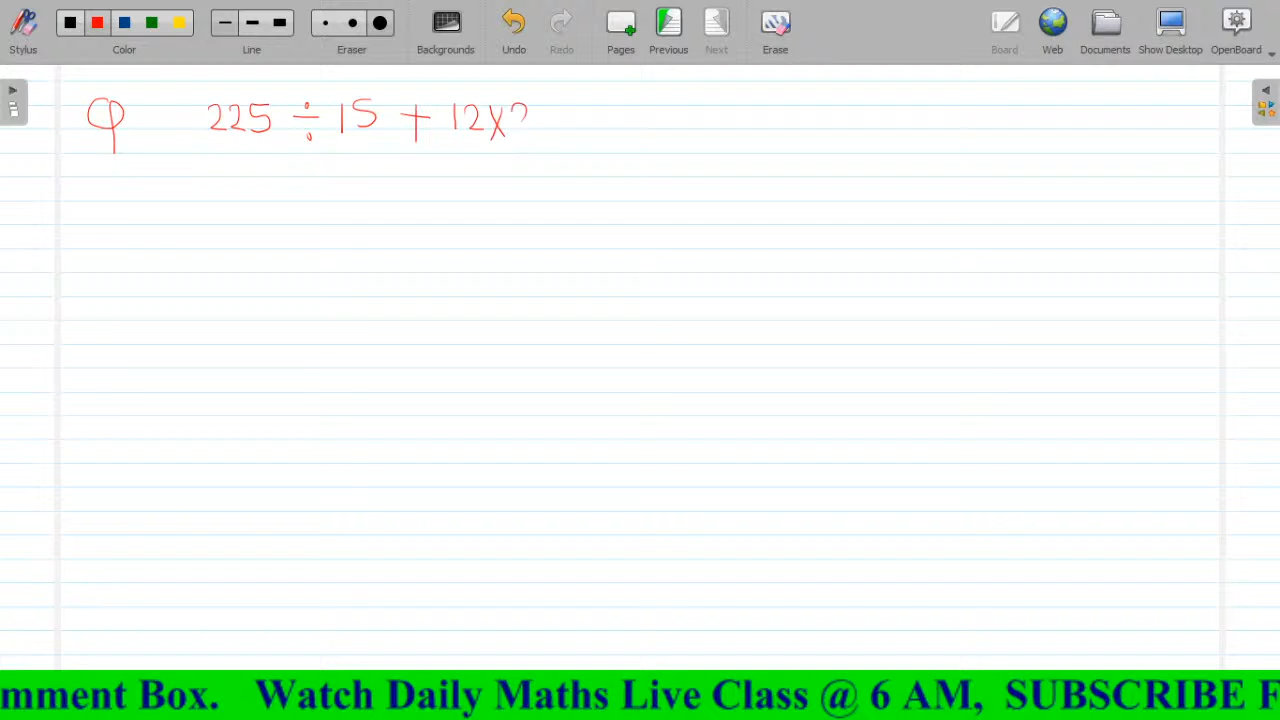 Stylus
Color
Line
Eraser
Backgrounds
Undo
Redo
Pages
Previous
Next
Erase
Board
Web
Documents
Show Desktop
OpenBoard
Q 225 ÷ 15 + 12x
mment Box. Watch Daily Maths Live Class @ 6 AM, SUBSCRIBE F